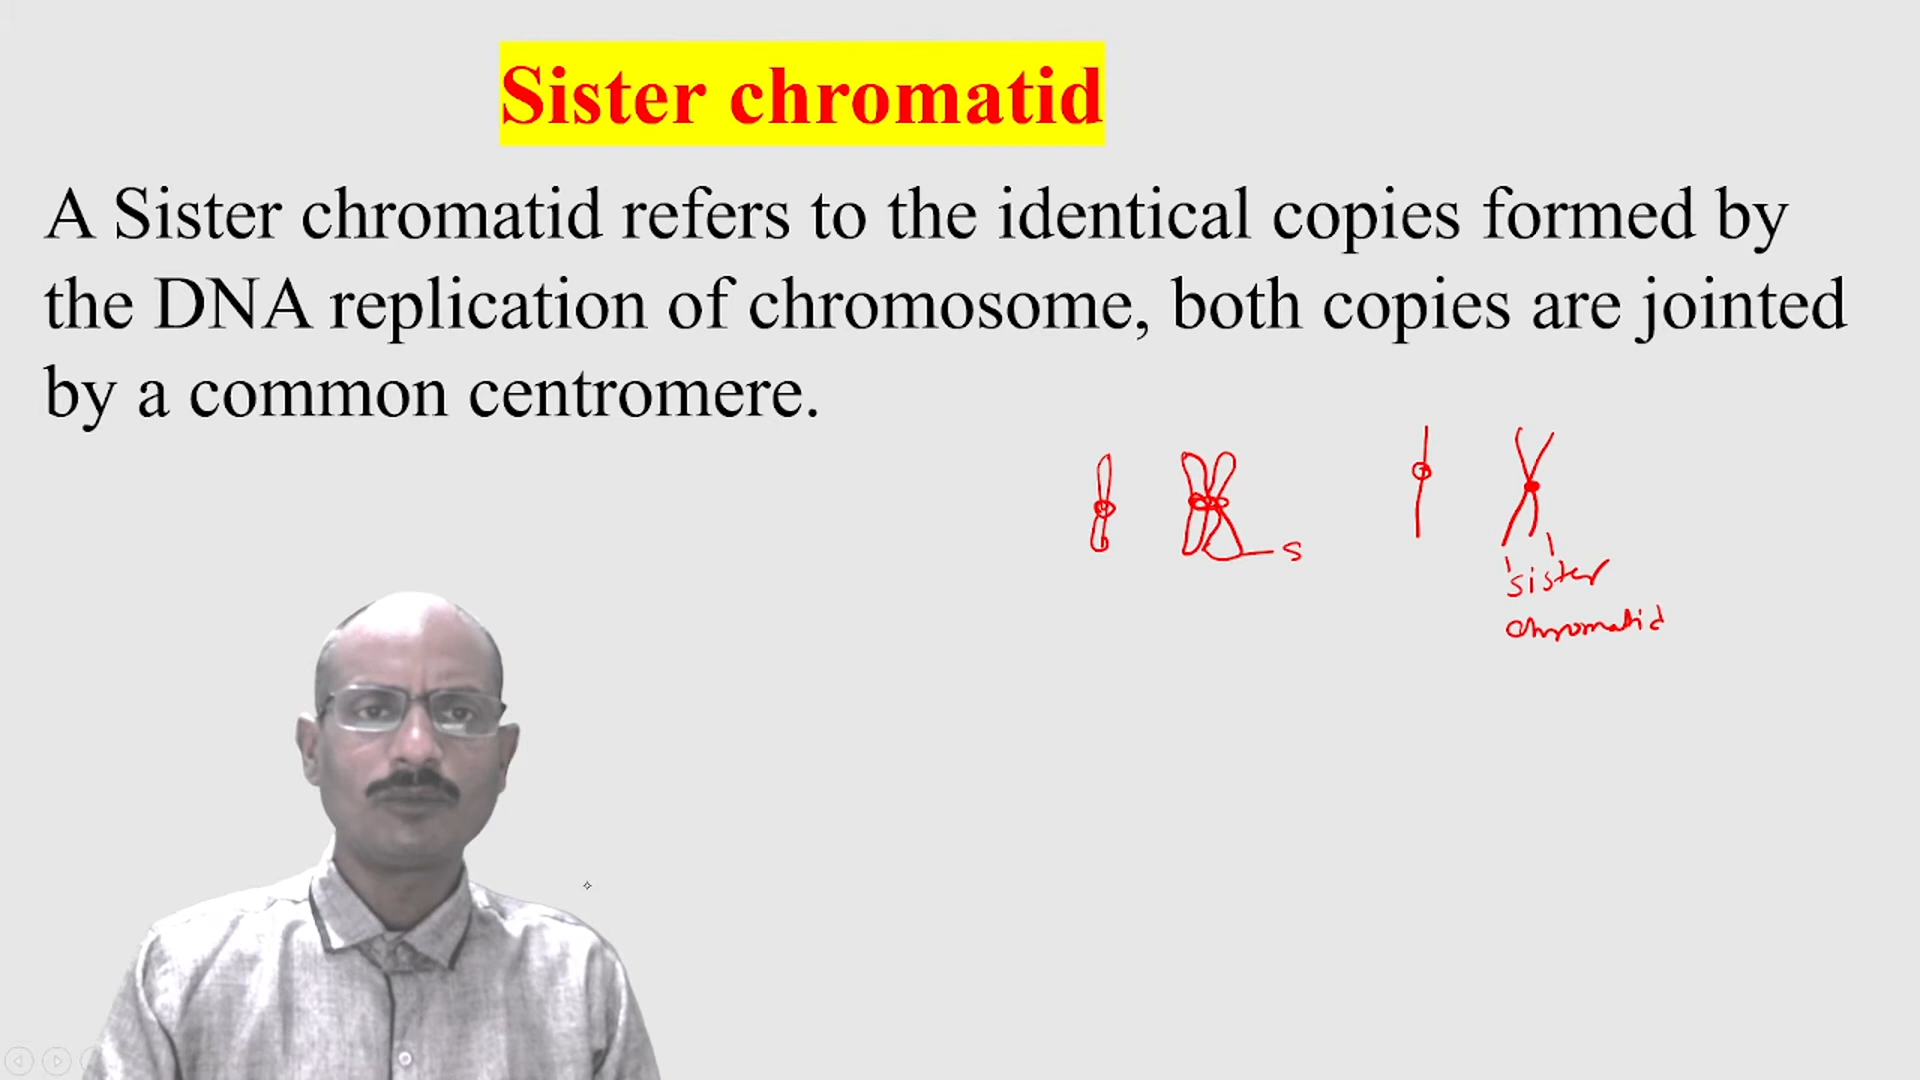 Sister chromatid
A Sister chromatid refers to the identical copies formed by
the DNA replication of chromosome, both copies are jointed
by a common centromere.
S
sister
chromatid